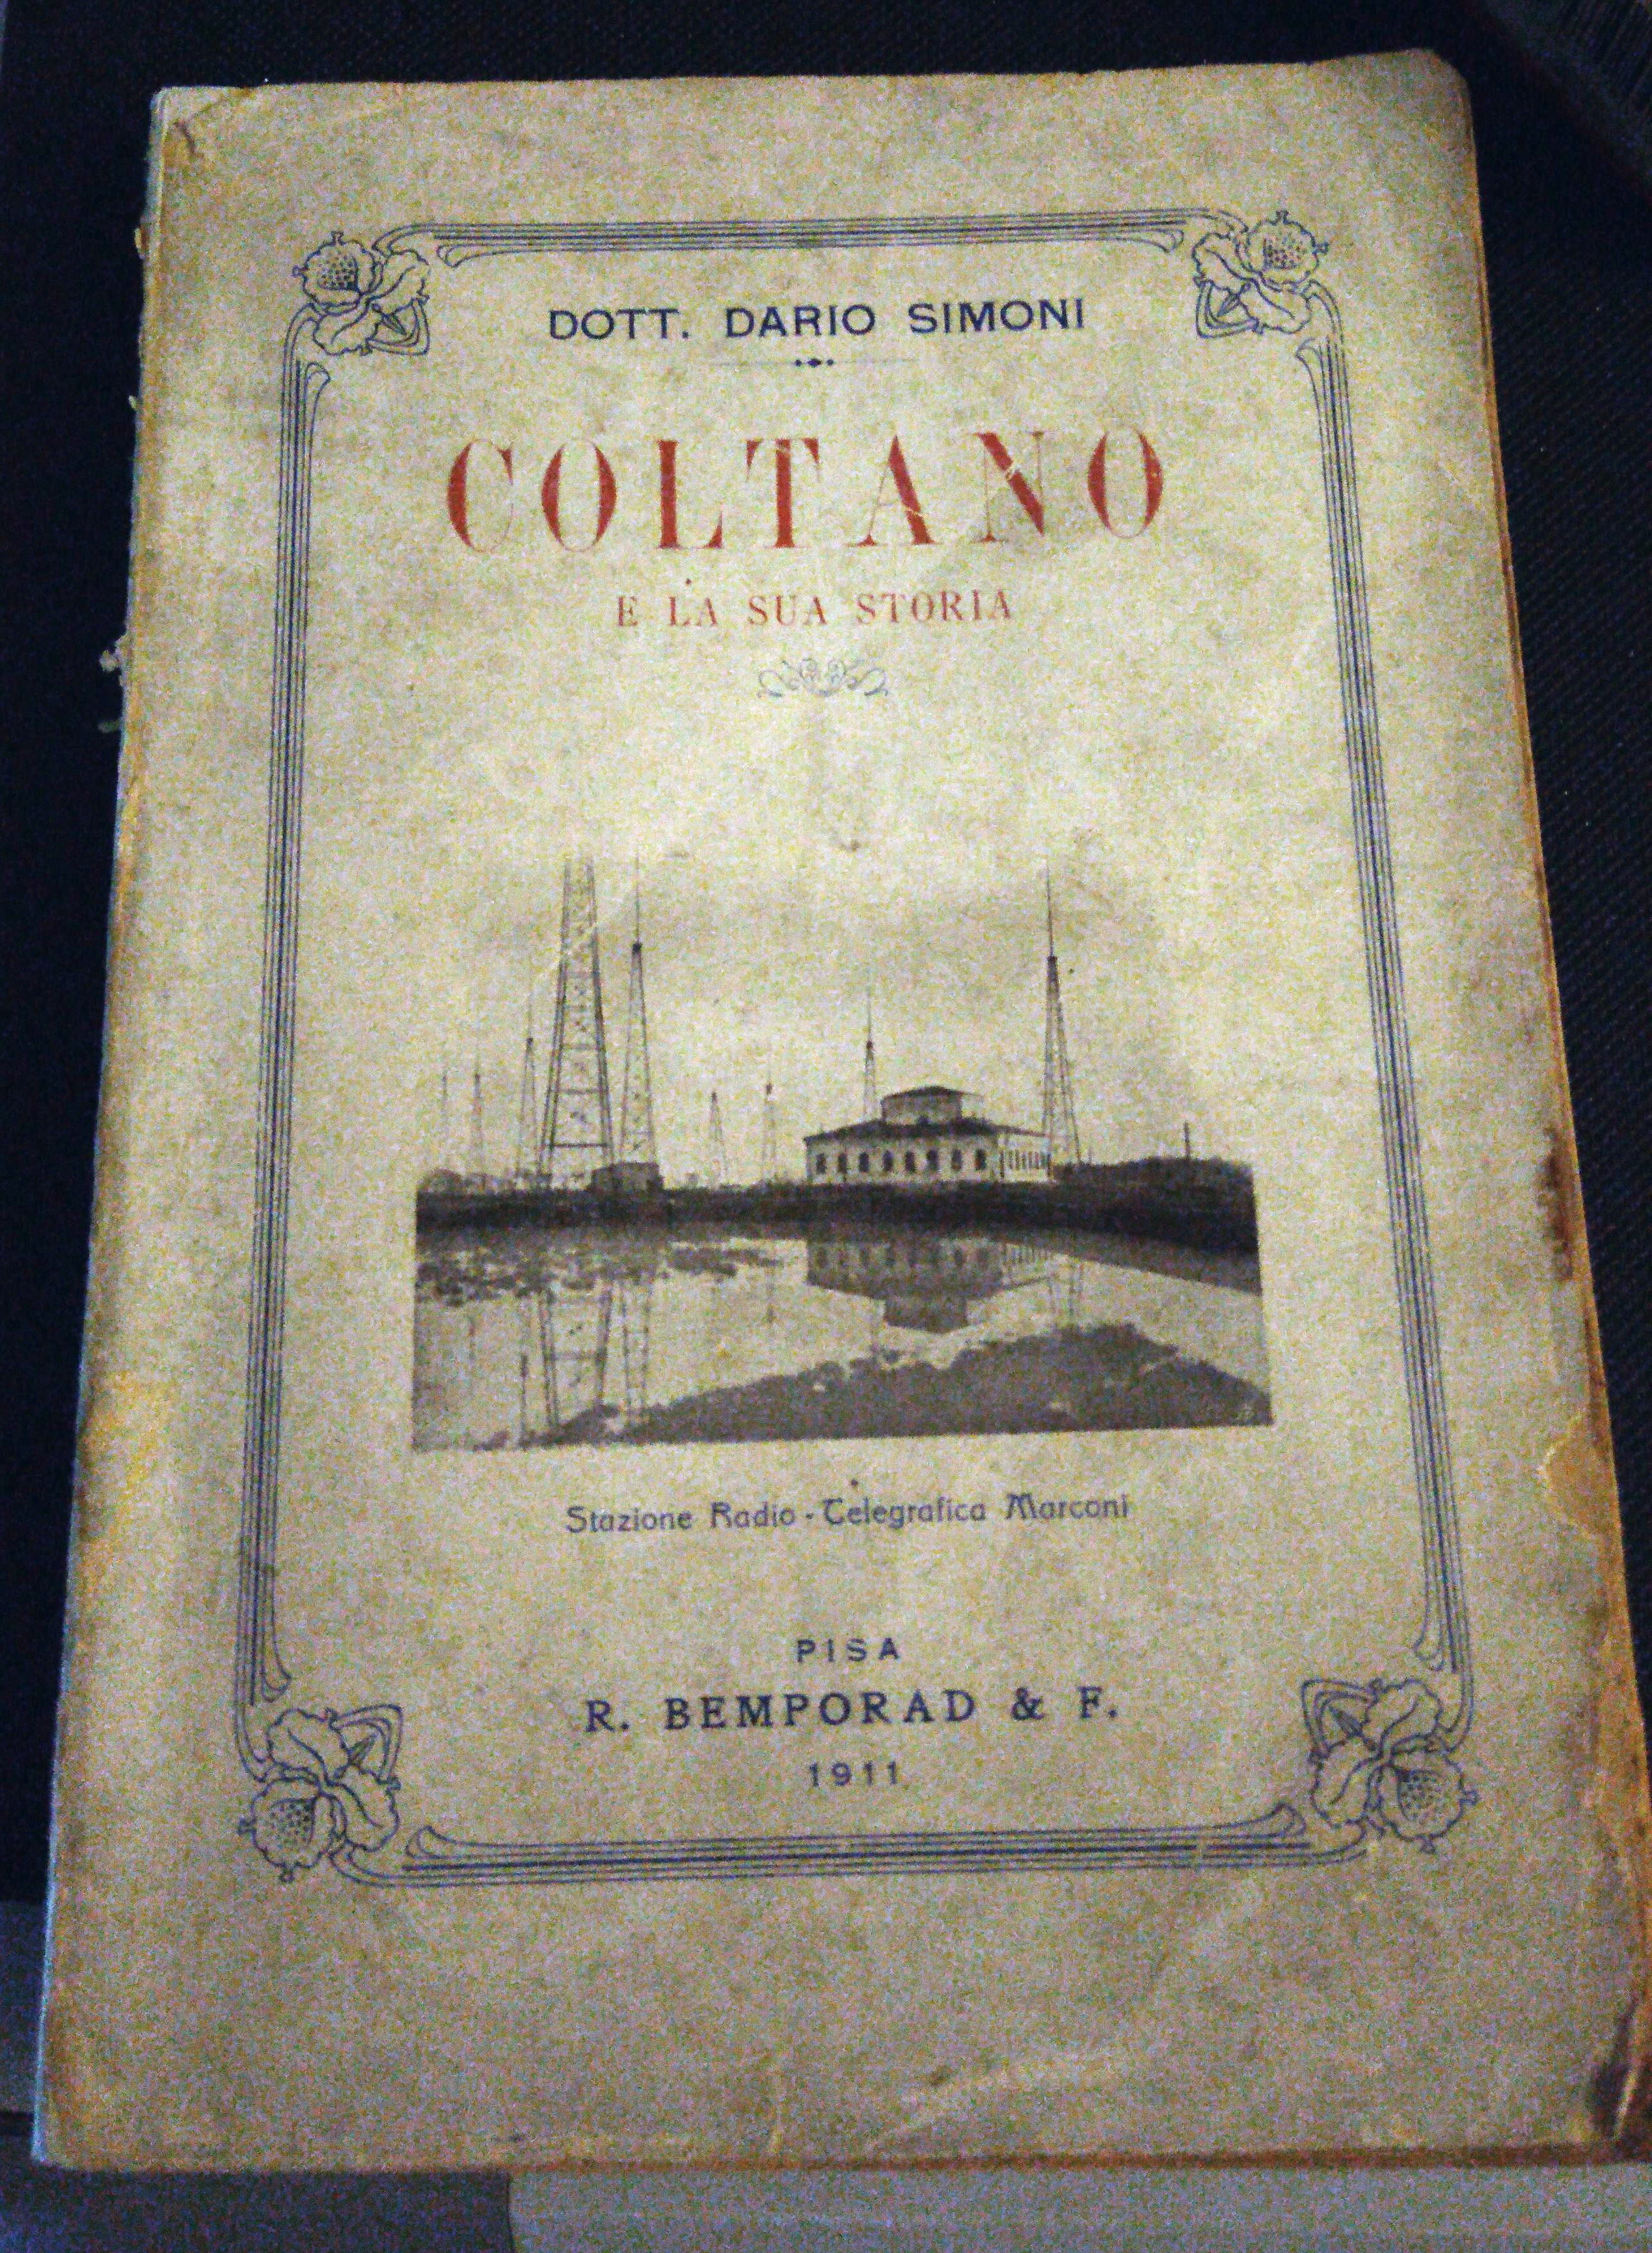 DOTT. DARIO SIMONI
COLTANO
E LA SUA STORIA
Stazione Radio-Telegrafica Marconi
PISA
R. BEMPORAD & F.
1911